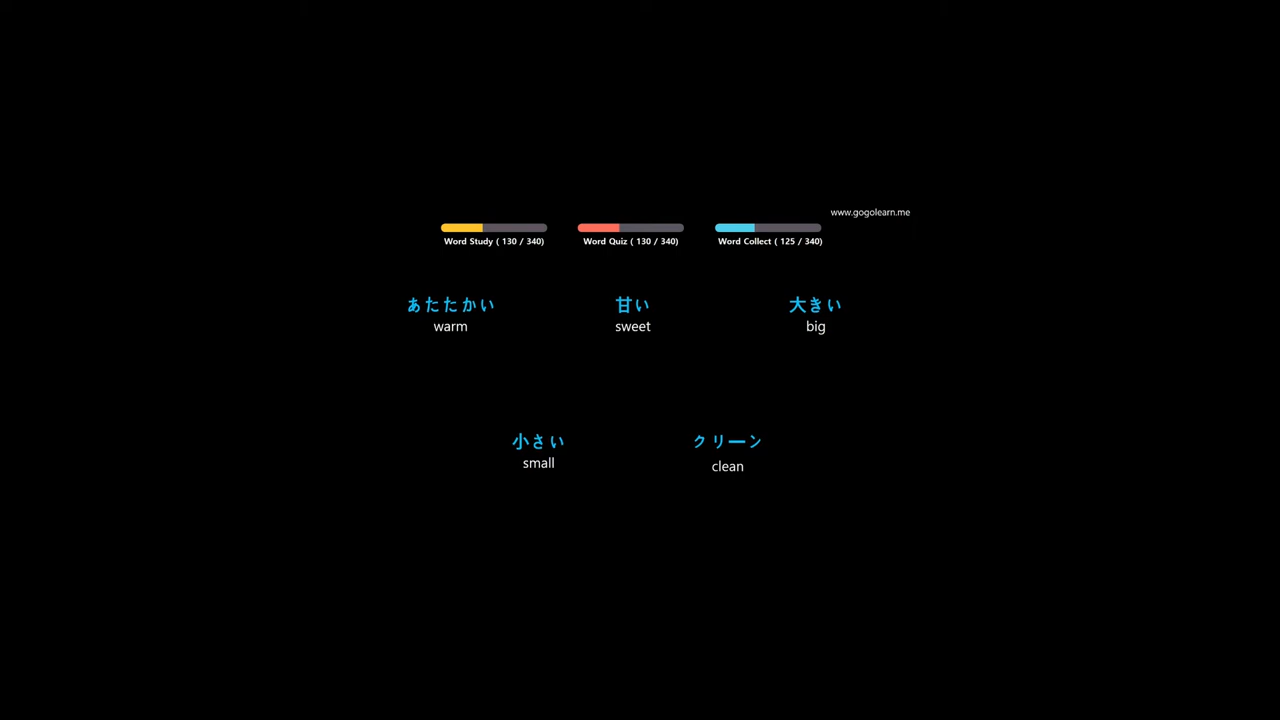 www.gogolearn.me
Word Study ( 130 / 340)
Word Quiz ( 130 / 340)
Word Collect ( 125 / 340)
あたたかい
warm
甘い
sweet
大きい
big
小さい
small
クリーン
clean